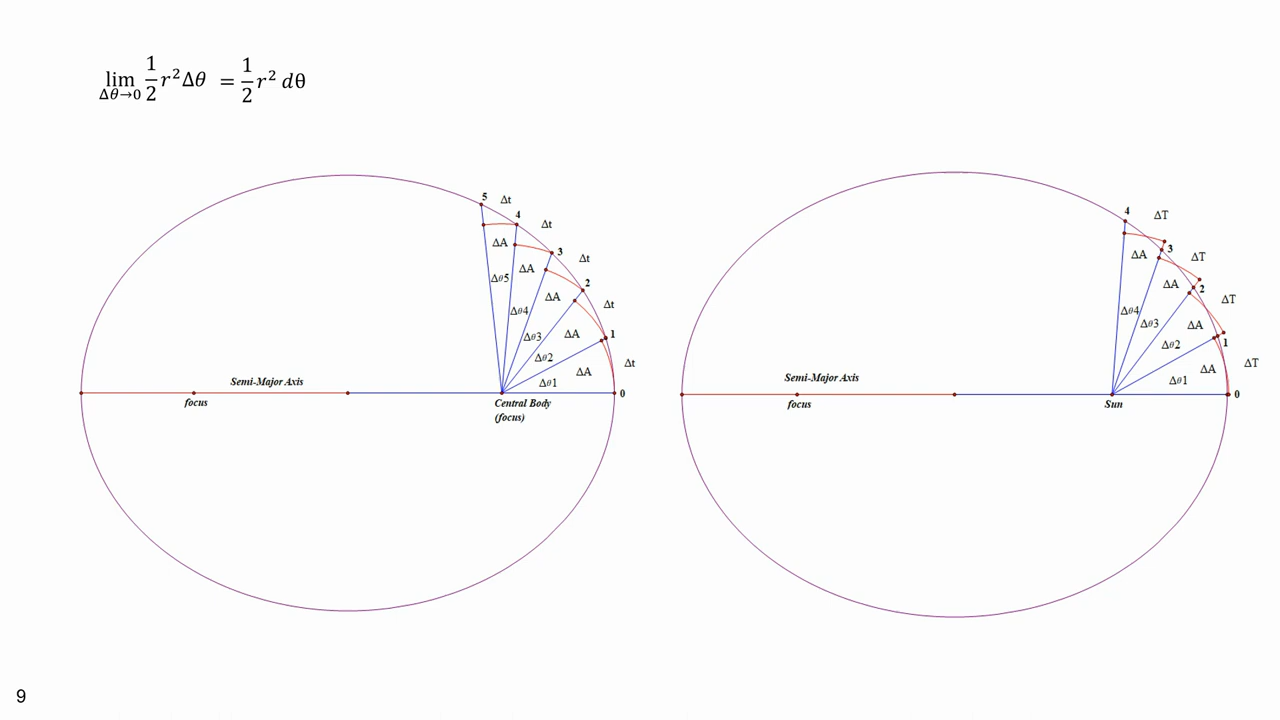 lim Δθ→0 1/2 r² Δθ = 1/2 r² dθ
5 Δt
4 Δt
ΔA 3 Δt
Δθ5 ΔA 2
Δθ4 ΔA Δt
Δθ3 ΔA 1
Δθ2 Δt
Δθ1 ΔA
Semi-Major Axis
focus
Central Body
(focus)
0
4 ΔT
ΔA 3 ΔT
ΔA 2
Δθ4 ΔT
Δθ3 ΔA
Δθ2 1
ΔA ΔT
Δθ1
Semi-Major Axis
focus
Sun
0
9